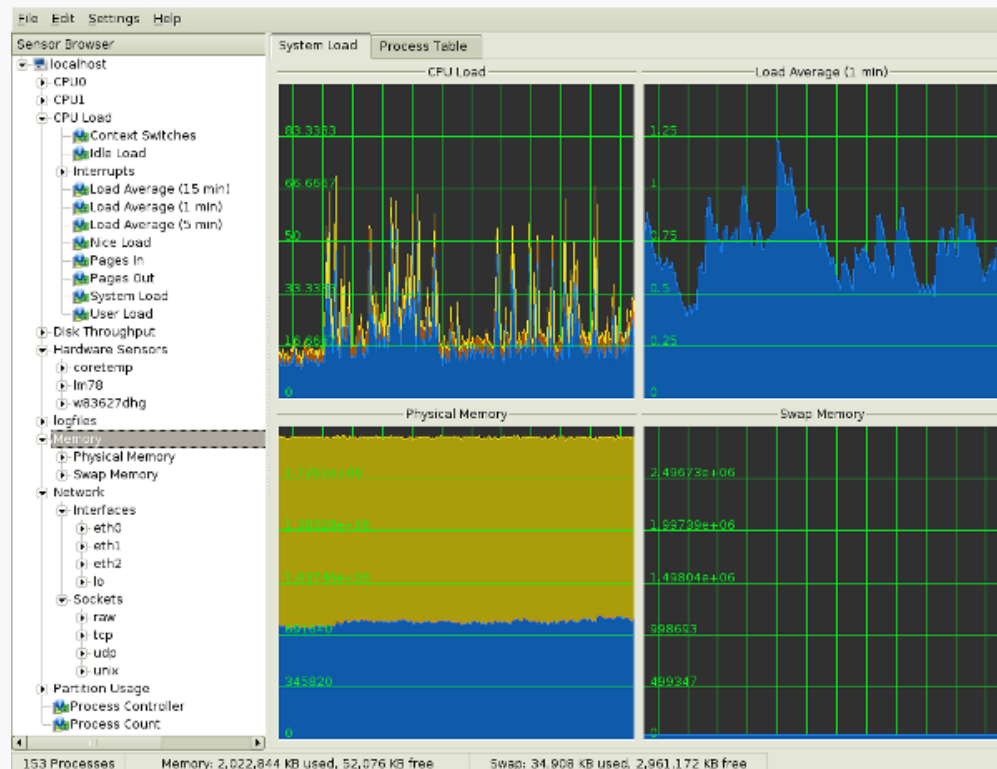 File Edit Settings Help
Sensor Browser
localhost
CPU0
CPU1
CPU Load
Context Switches
Idle Load
Interrupts
Load Average (15 min)
Load Average (1 min)
Load Average (5 min)
Nice Load
Pages In
Pages Out
System Load
User Load
Disk Throughput
Hardware Sensors
coretemp
lm78
w83627dhg
logfiles
Memory
Physical Memory
Swap Memory
Network
Interfaces
eth0
eth1
eth2
lo
Sockets
raw
tcp
udp
unix
Partition Usage
Process Controller
Process Count
System Load
Process Table
CPU Load
83.3333
66.6667
50
33.3333
16.6667
0
Load Average (1 min)
1.25
1
0.75
0.5
0.25
0
Physical Memory
691640
345820
0
Swap Memory
2.49673e+06
1.99739e+06
1.49804e+06
998693
499347
0
153 Processes
Memory: 2,022,844 KB used, 52,076 KB free
Swap: 34,908 KB used, 2,961,172 KB free